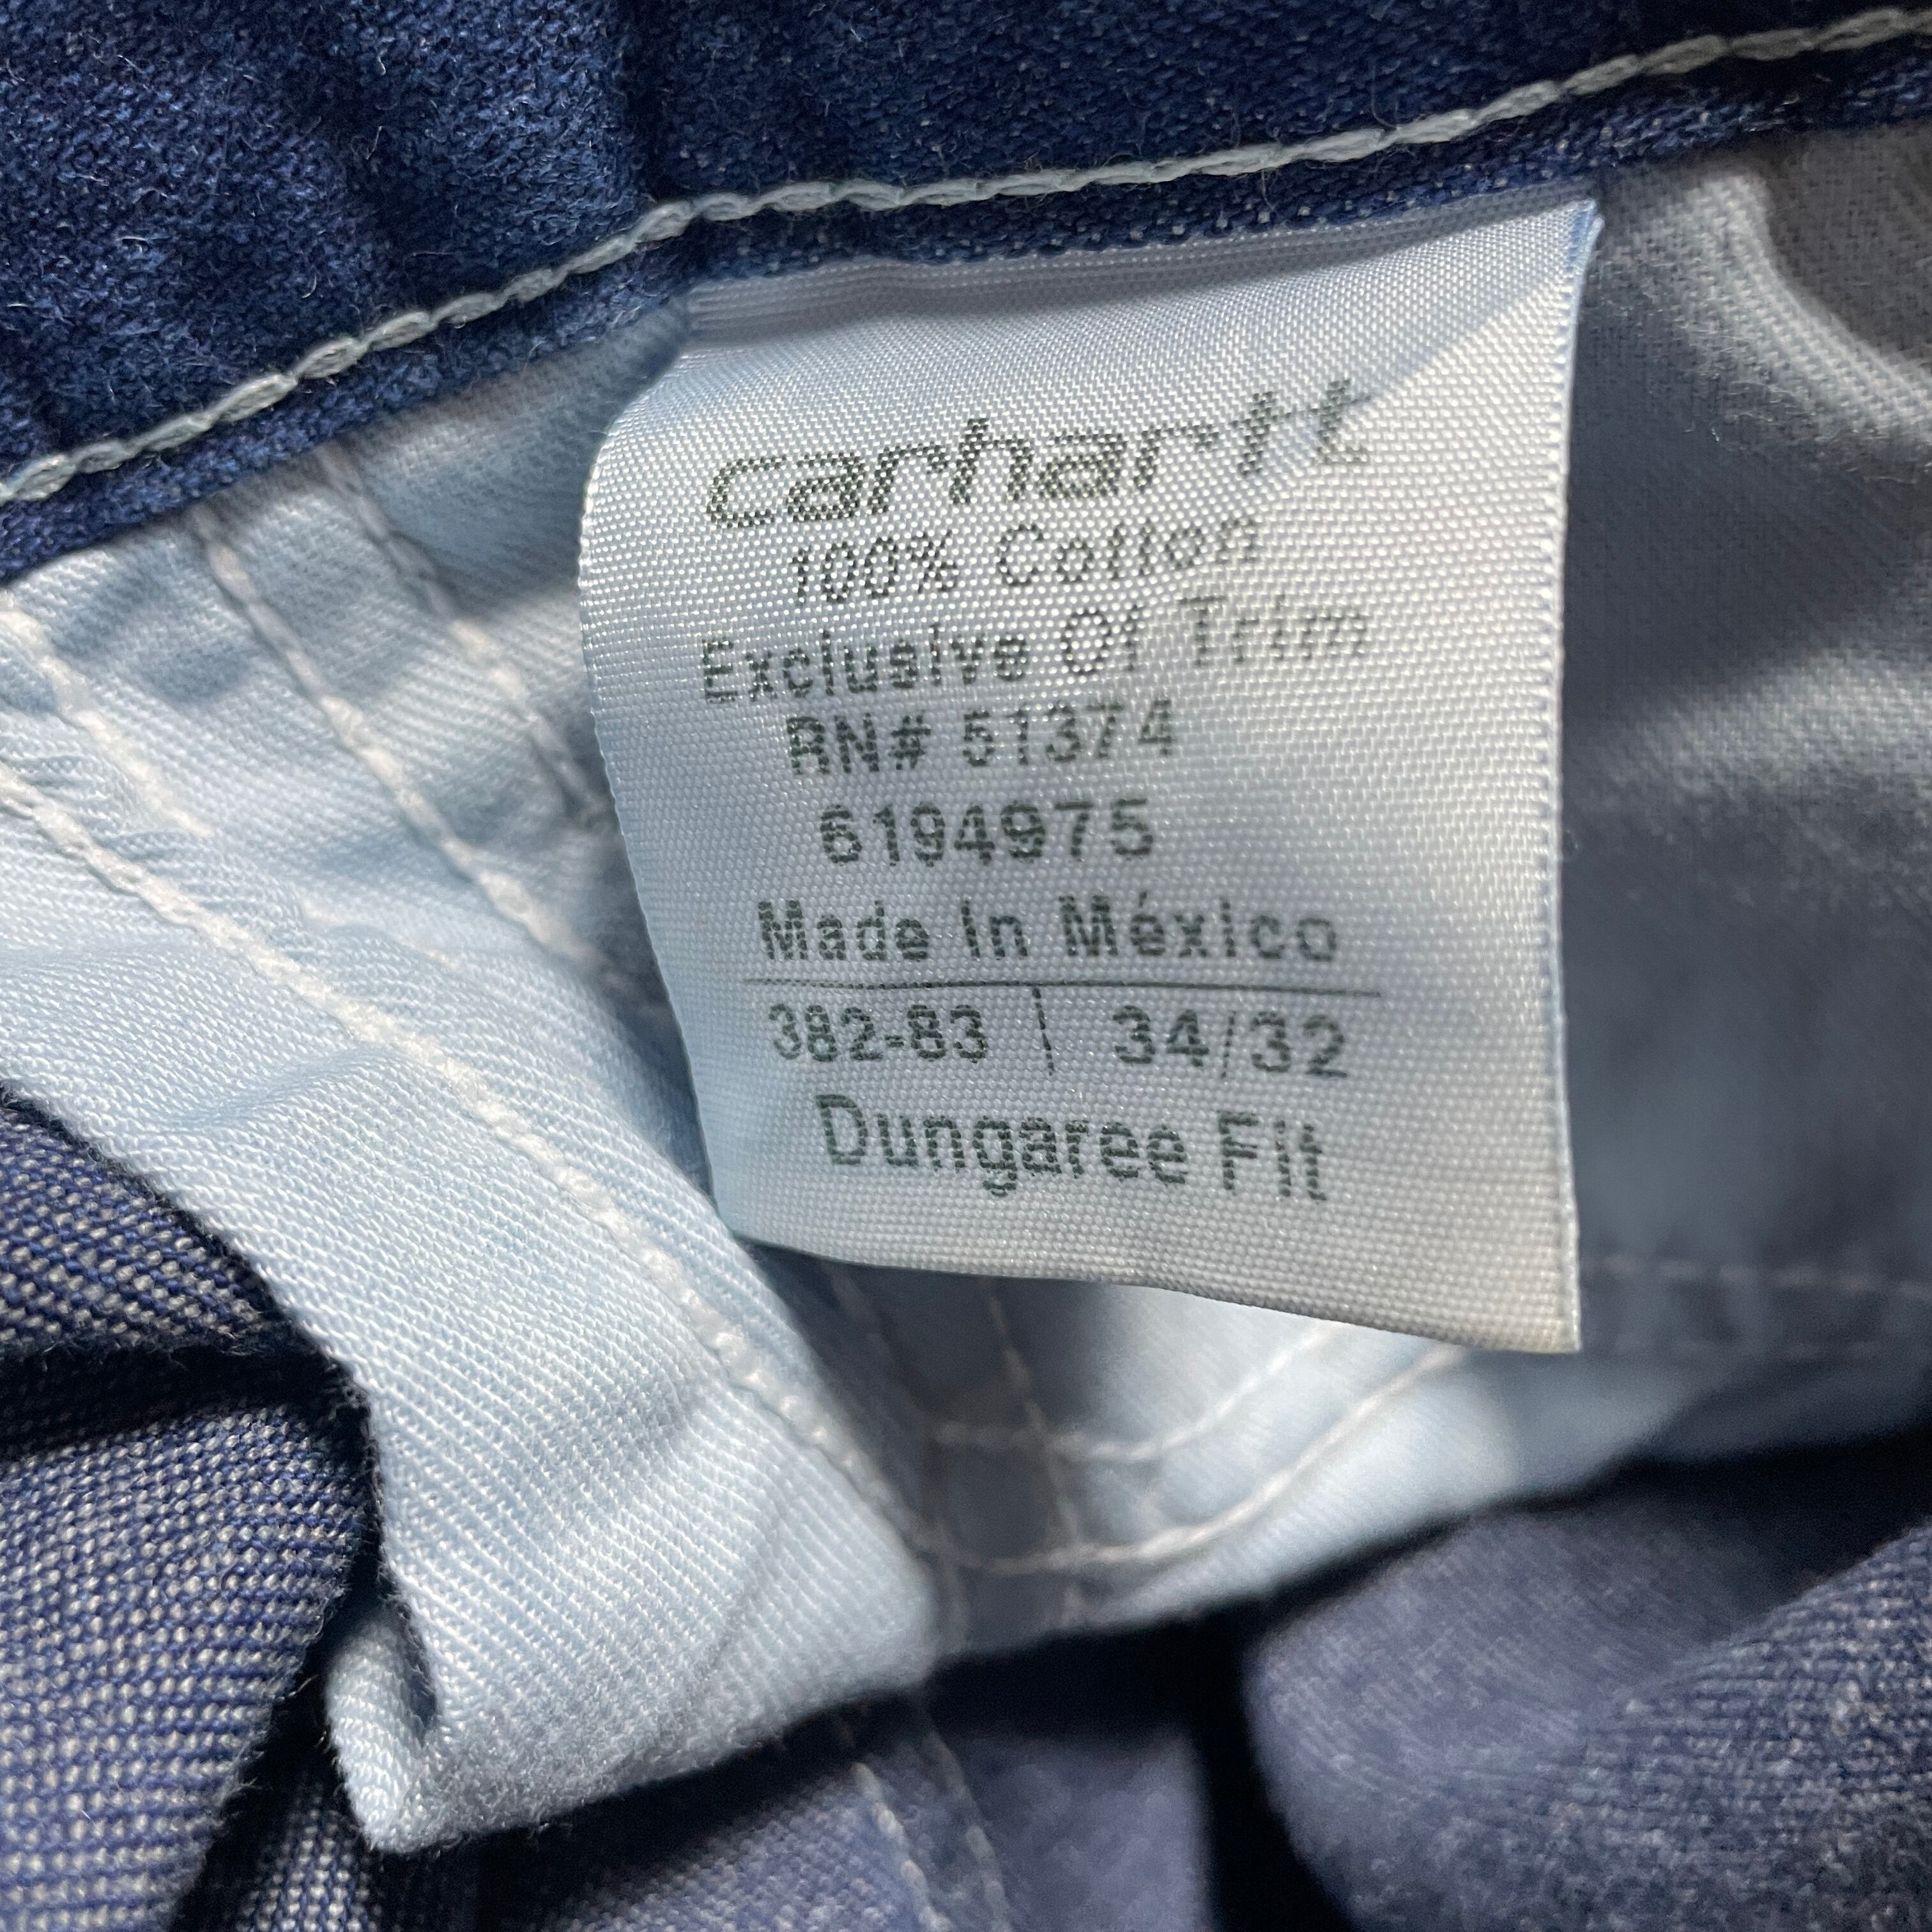 carhartt
100% Cotton
Exclusive Of Trim
RN# 51374
6194975
Made In México
382-83 | 34/32
Dungaree Fit